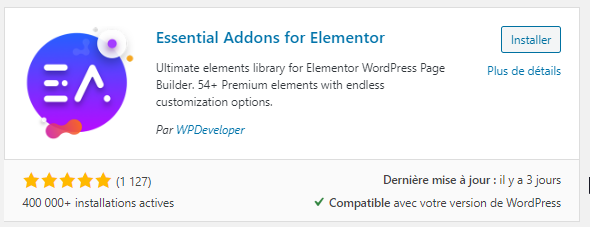 Essential Addons for Elementor
Installer
Ultimate elements library for Elementor WordPress Page
Builder. 54+ Premium elements with endless
customization options.
Plus de détails
Par WPDeveloper
EA
(1 127)
Dernière mise à jour : il y a 3 jours
400 000+ installations actives
Compatible avec votre version de WordPress